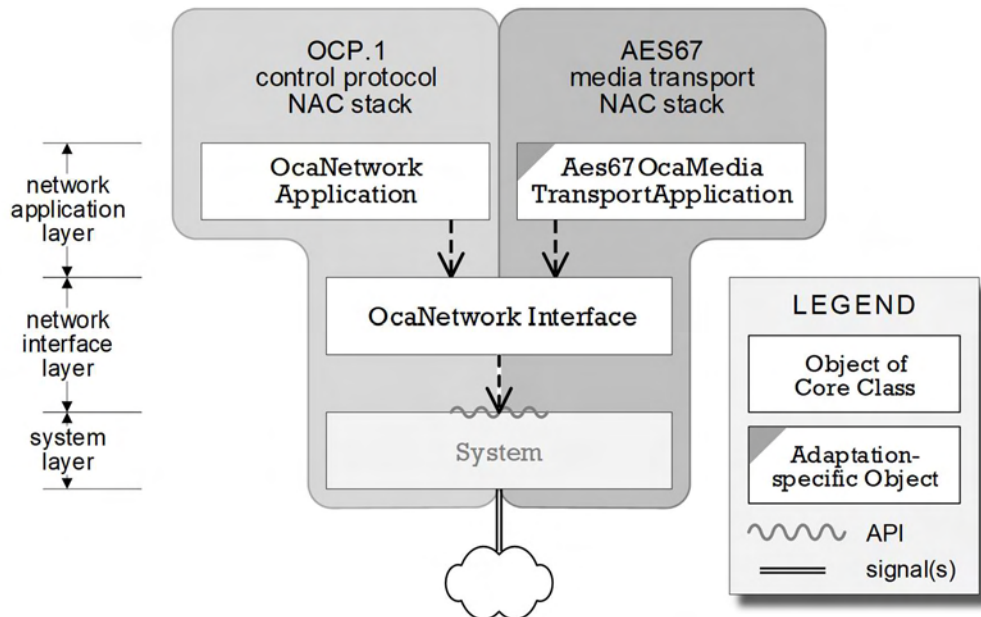 OCP.1
control protocol
NAC stack
AES67
media transport
NAC stack
network
application
layer
OcaNetwork
Application
Aes67OcaMedia
TransportApplication
network
interface
layer
OcaNetwork Interface
system
layer
System
LEGEND
Object of
Core Class
Adaptation-
specific Object
API
signal(s)